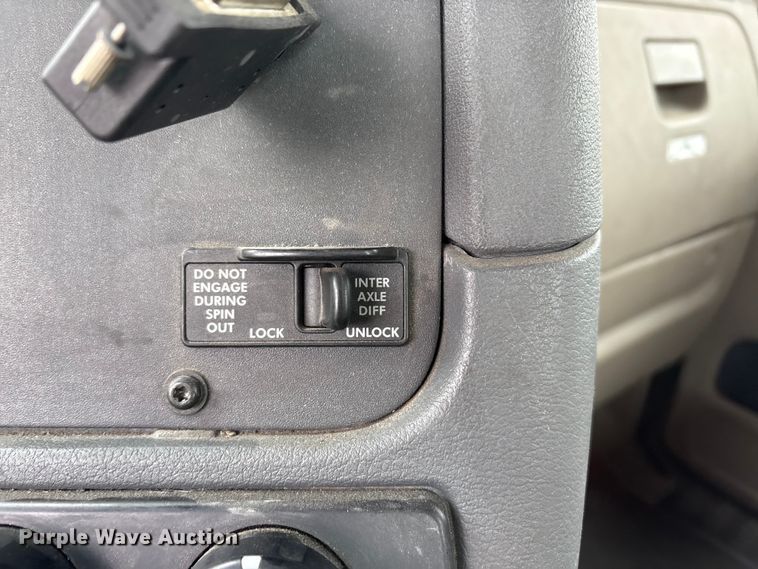 DO NOT
ENGAGE
DURING
SPIN
OUT
LOCK
INTER
AXLE
DIFF
UNLOCK
Purple Wave Auction